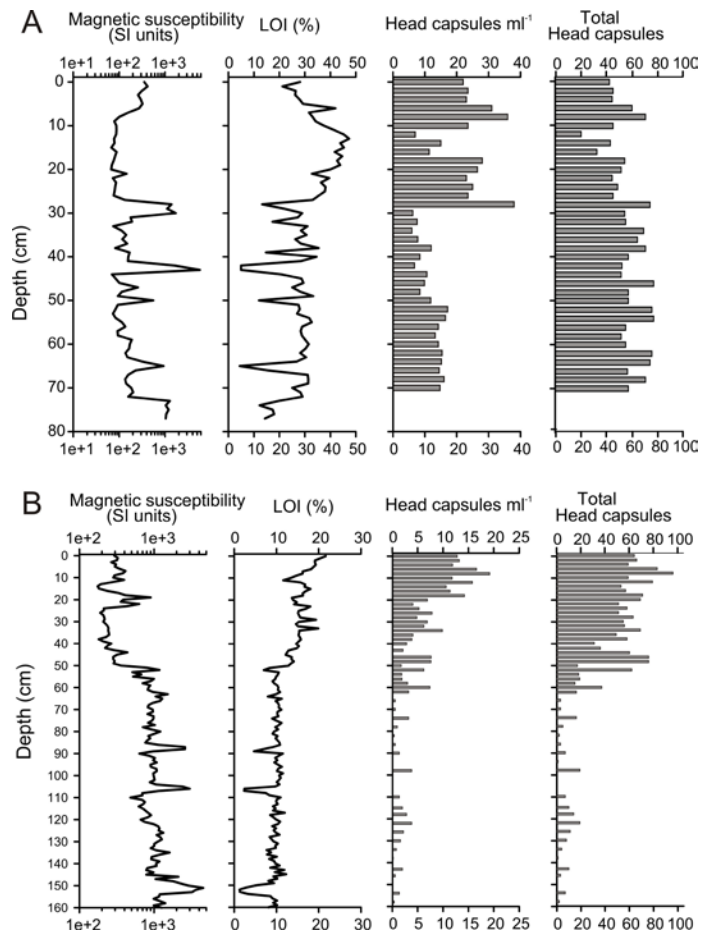 A
Magnetic susceptibility
(SI units)
LOI (%)
Head capsules ml-1
Total
Head capsules
1e+1 1e+2 1e+3
0 10 20 30 40 50
0 10 20 30 40
0 20 40 60 80 100
0
10
20
30
40
50
60
70
80
Depth (cm)
1e+1 1e+2 1e+3
0 10 20 30 40 50
0 10 20 30 40
0 20 40 60 80 100
B
Magnetic susceptibility
(SI units)
LOI (%)
Head capsules ml-1
Total
Head capsules
1e+2 1e+3
0 10 20 30
0 5 10 15 20 25
0 20 40 60 80 100
0
10
20
30
40
50
60
70
80
90
100
110
120
130
140
150
160
Depth (cm)
1e+2 1e+3
0 10 20 30
0 5 10 15 20 25
0 20 40 60 80 100